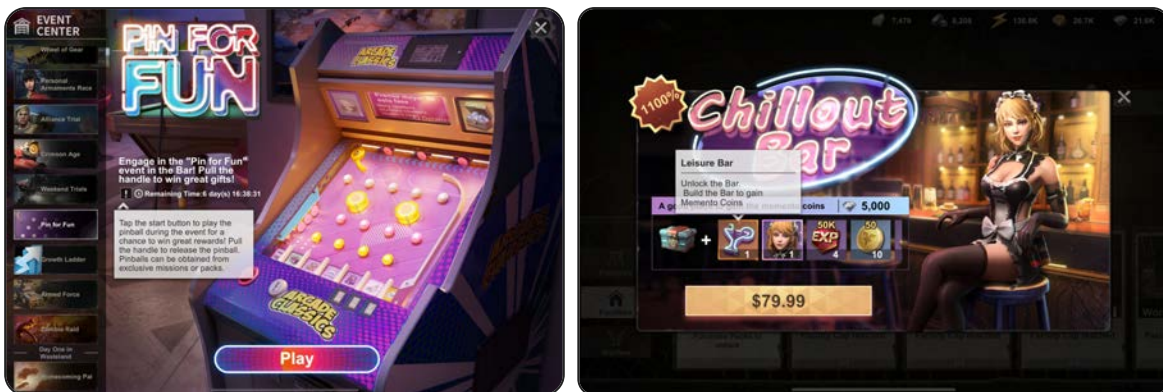 EVENT
CENTER
Wheel of Gear
Personal
Armaments Race
Alliance Trial
Crimson Age
Weekend Trials
Pin for Fun
Growth Ladder
Armed Force
Zombie Raid
Day One in
Wasteland
Homecoming Pal
PIN FOR
FUN
Engage in the "Pin for Fun"
event in the Bar! Pull the
handle to win great gifts!
! Remaining Time:6 day(s) 16:38:31
Tap the start button to play the
pinball during the event for a
chance to win great rewards! Pull
the handle to release the pinball.
Pinballs can be obtained from
exclusive missions or packs.
ARCADE
CLASSICS
ARCADE
CLASSICS
Play
7,476
138.8K
26.7K
21.6K
1100%
Chillout
Bar
Leisure Bar
Unlock the Bar
Build the Bar to gain
Memento Coins
coins
5,000
+
1
1
50K
EXP
4
50
10
$79.99